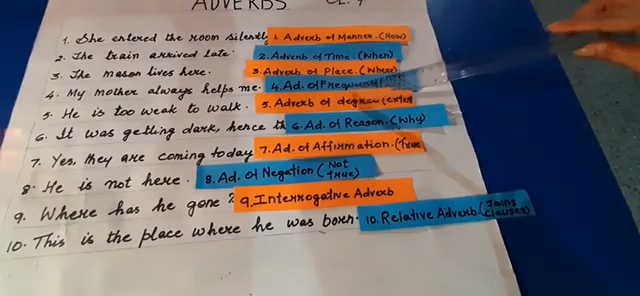 ADVERBS CL.
1. She entered the room silently 1. Adverb of Manner. (How)
2. The train arrived late. 2. Adverb of Time. (When)
3. The mason lives here. 3. Adverb of Place. (Where)
4. My mother always helps me. 4. Ad. of Frequency
5. He is too weak to walk. 5. Adverb of degree (extent
6. It was getting dark, hence th 6. Ad. of Reason. (Why)
7. Yes, they are coming today 7. Ad. of Affirmation. (True
8. He is not here. 8. Ad. of Negation (Not true)
9. Where has he gone? 9. Interrogative Adverb
10. This is the place where he was born. 10. Relative Adverb (Joins Clauses)